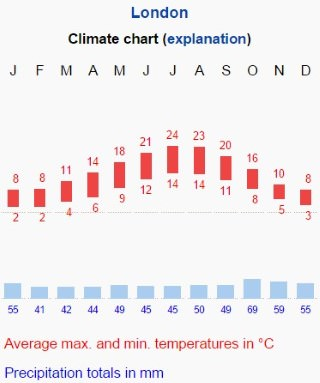 London
Climate chart (explanation)
J F M A M J J A S O N D
8 8 11 14 18 21 24 23 20 16 10 8
2 2 4 6 9 12 14 14 11 8 5 3
55 41 42 44 49 45 45 50 49 69 59 55
Average max. and min. temperatures in °C
Precipitation totals in mm